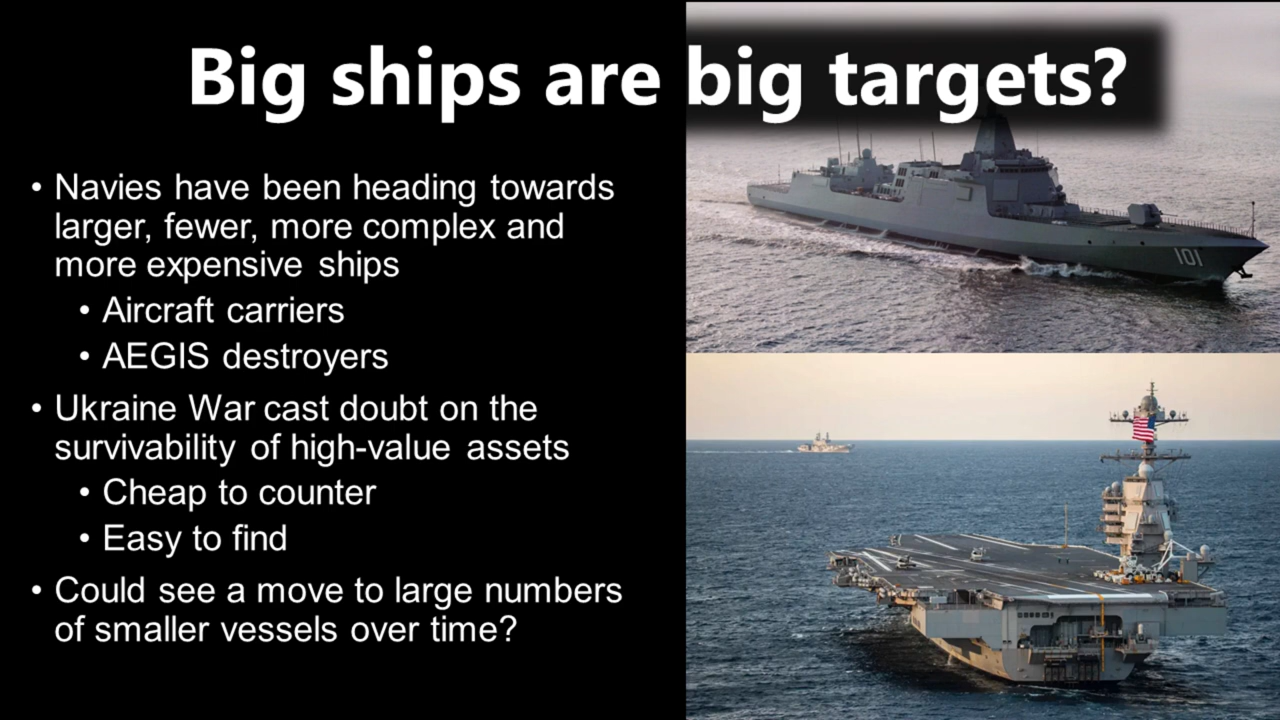 Big ships are big targets?
• Navies have been heading towards
larger, fewer, more complex and
more expensive ships
• Aircraft carriers
• AEGIS destroyers
• Ukraine War cast doubt on the
survivability of high-value assets
• Cheap to counter
• Easy to find
• Could see a move to large numbers
of smaller vessels over time?
101